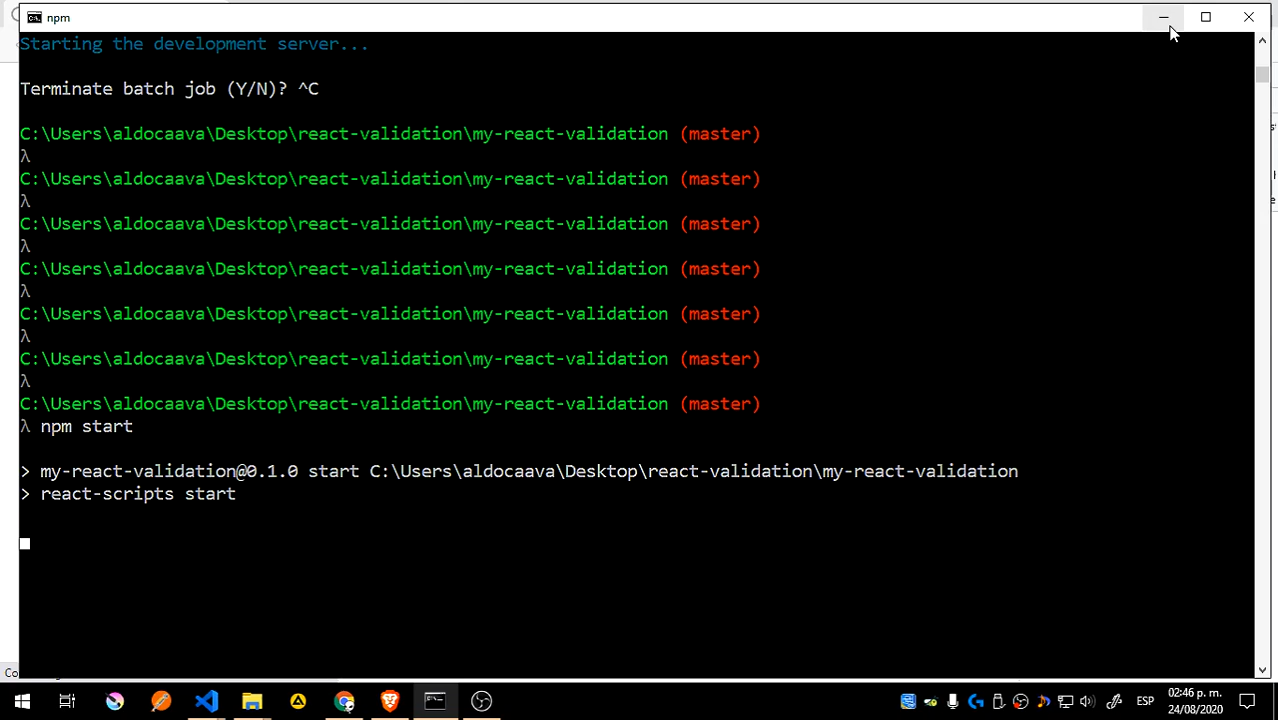 npm
Starting the development server...
Terminate batch job (Y/N)? ^C
C:\Users\aldocaava\Desktop\react-validation\my-react-validation (master)
λ
C:\Users\aldocaava\Desktop\react-validation\my-react-validation (master)
λ
C:\Users\aldocaava\Desktop\react-validation\my-react-validation (master)
λ
C:\Users\aldocaava\Desktop\react-validation\my-react-validation (master)
λ
C:\Users\aldocaava\Desktop\react-validation\my-react-validation (master)
λ
C:\Users\aldocaava\Desktop\react-validation\my-react-validation (master)
λ
C:\Users\aldocaava\Desktop\react-validation\my-react-validation (master)
λ npm start
> my-react-validation@0.1.0 start C:\Users\aldocaava\Desktop\react-validation\my-react-validation
> react-scripts start
Co
ESP
02:46 p. m.
24/08/2020